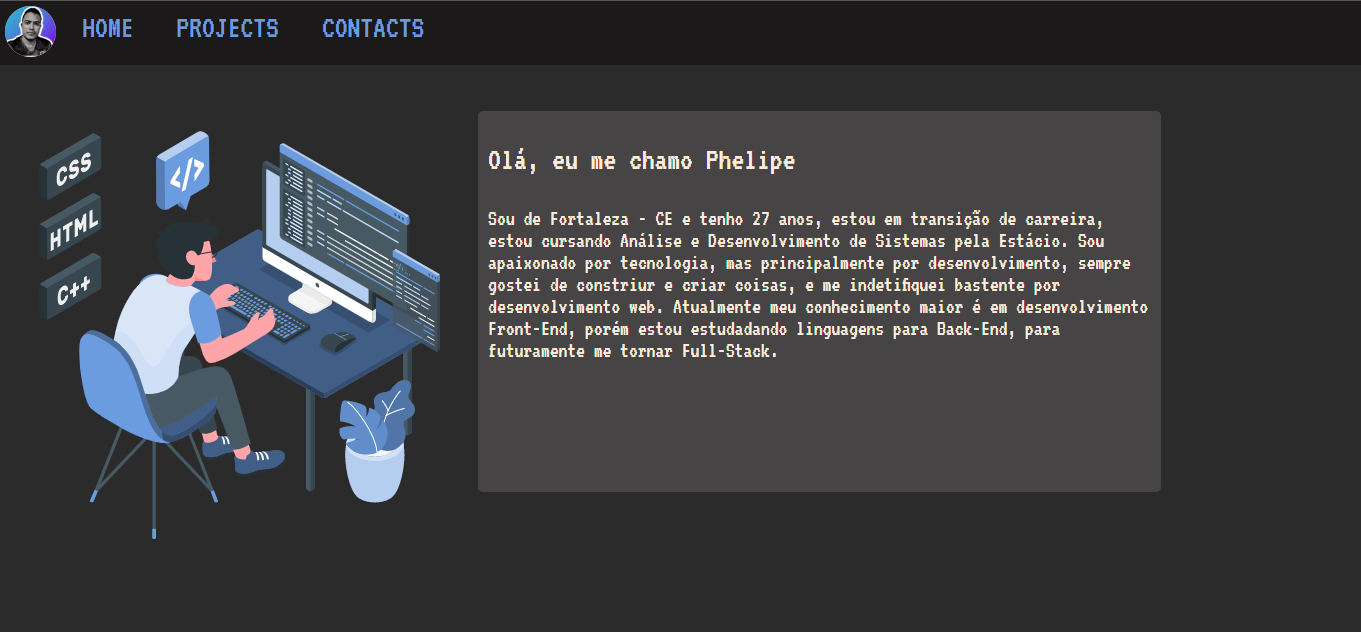 HOME PROJECTS CONTACTS
CSS
</>
HTML
C++
Olá, eu me chamo Phelipe
Sou de Fortaleza - CE e tenho 27 anos, estou em transição de carreira,
estou cursando Análise e Desenvolvimento de Sistemas pela Estácio. Sou
apaixonado por tecnologia, mas principalmente por desenvolvimento, sempre
gostei de constriur e criar coisas, e me indetifiquei bastente por
desenvolvimento web. Atualmente meu conhecimento maior é em desenvolvimento
Front-End, porém estou estudadando linguagens para Back-End, para
futuramente me tornar Full-Stack.